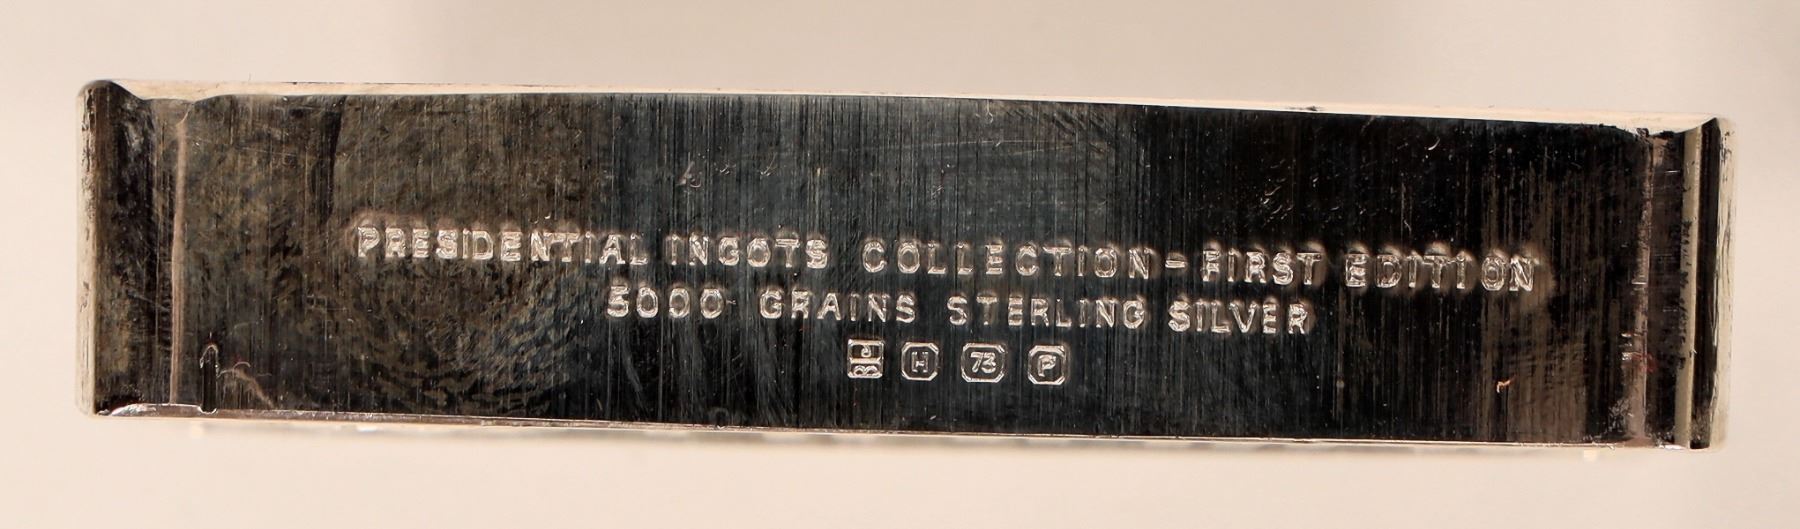 PRESIDENTIAL INGOTS COLLECTION-FIRST EDITION
5000 GRAINS STERLING SILVER
H 73 P